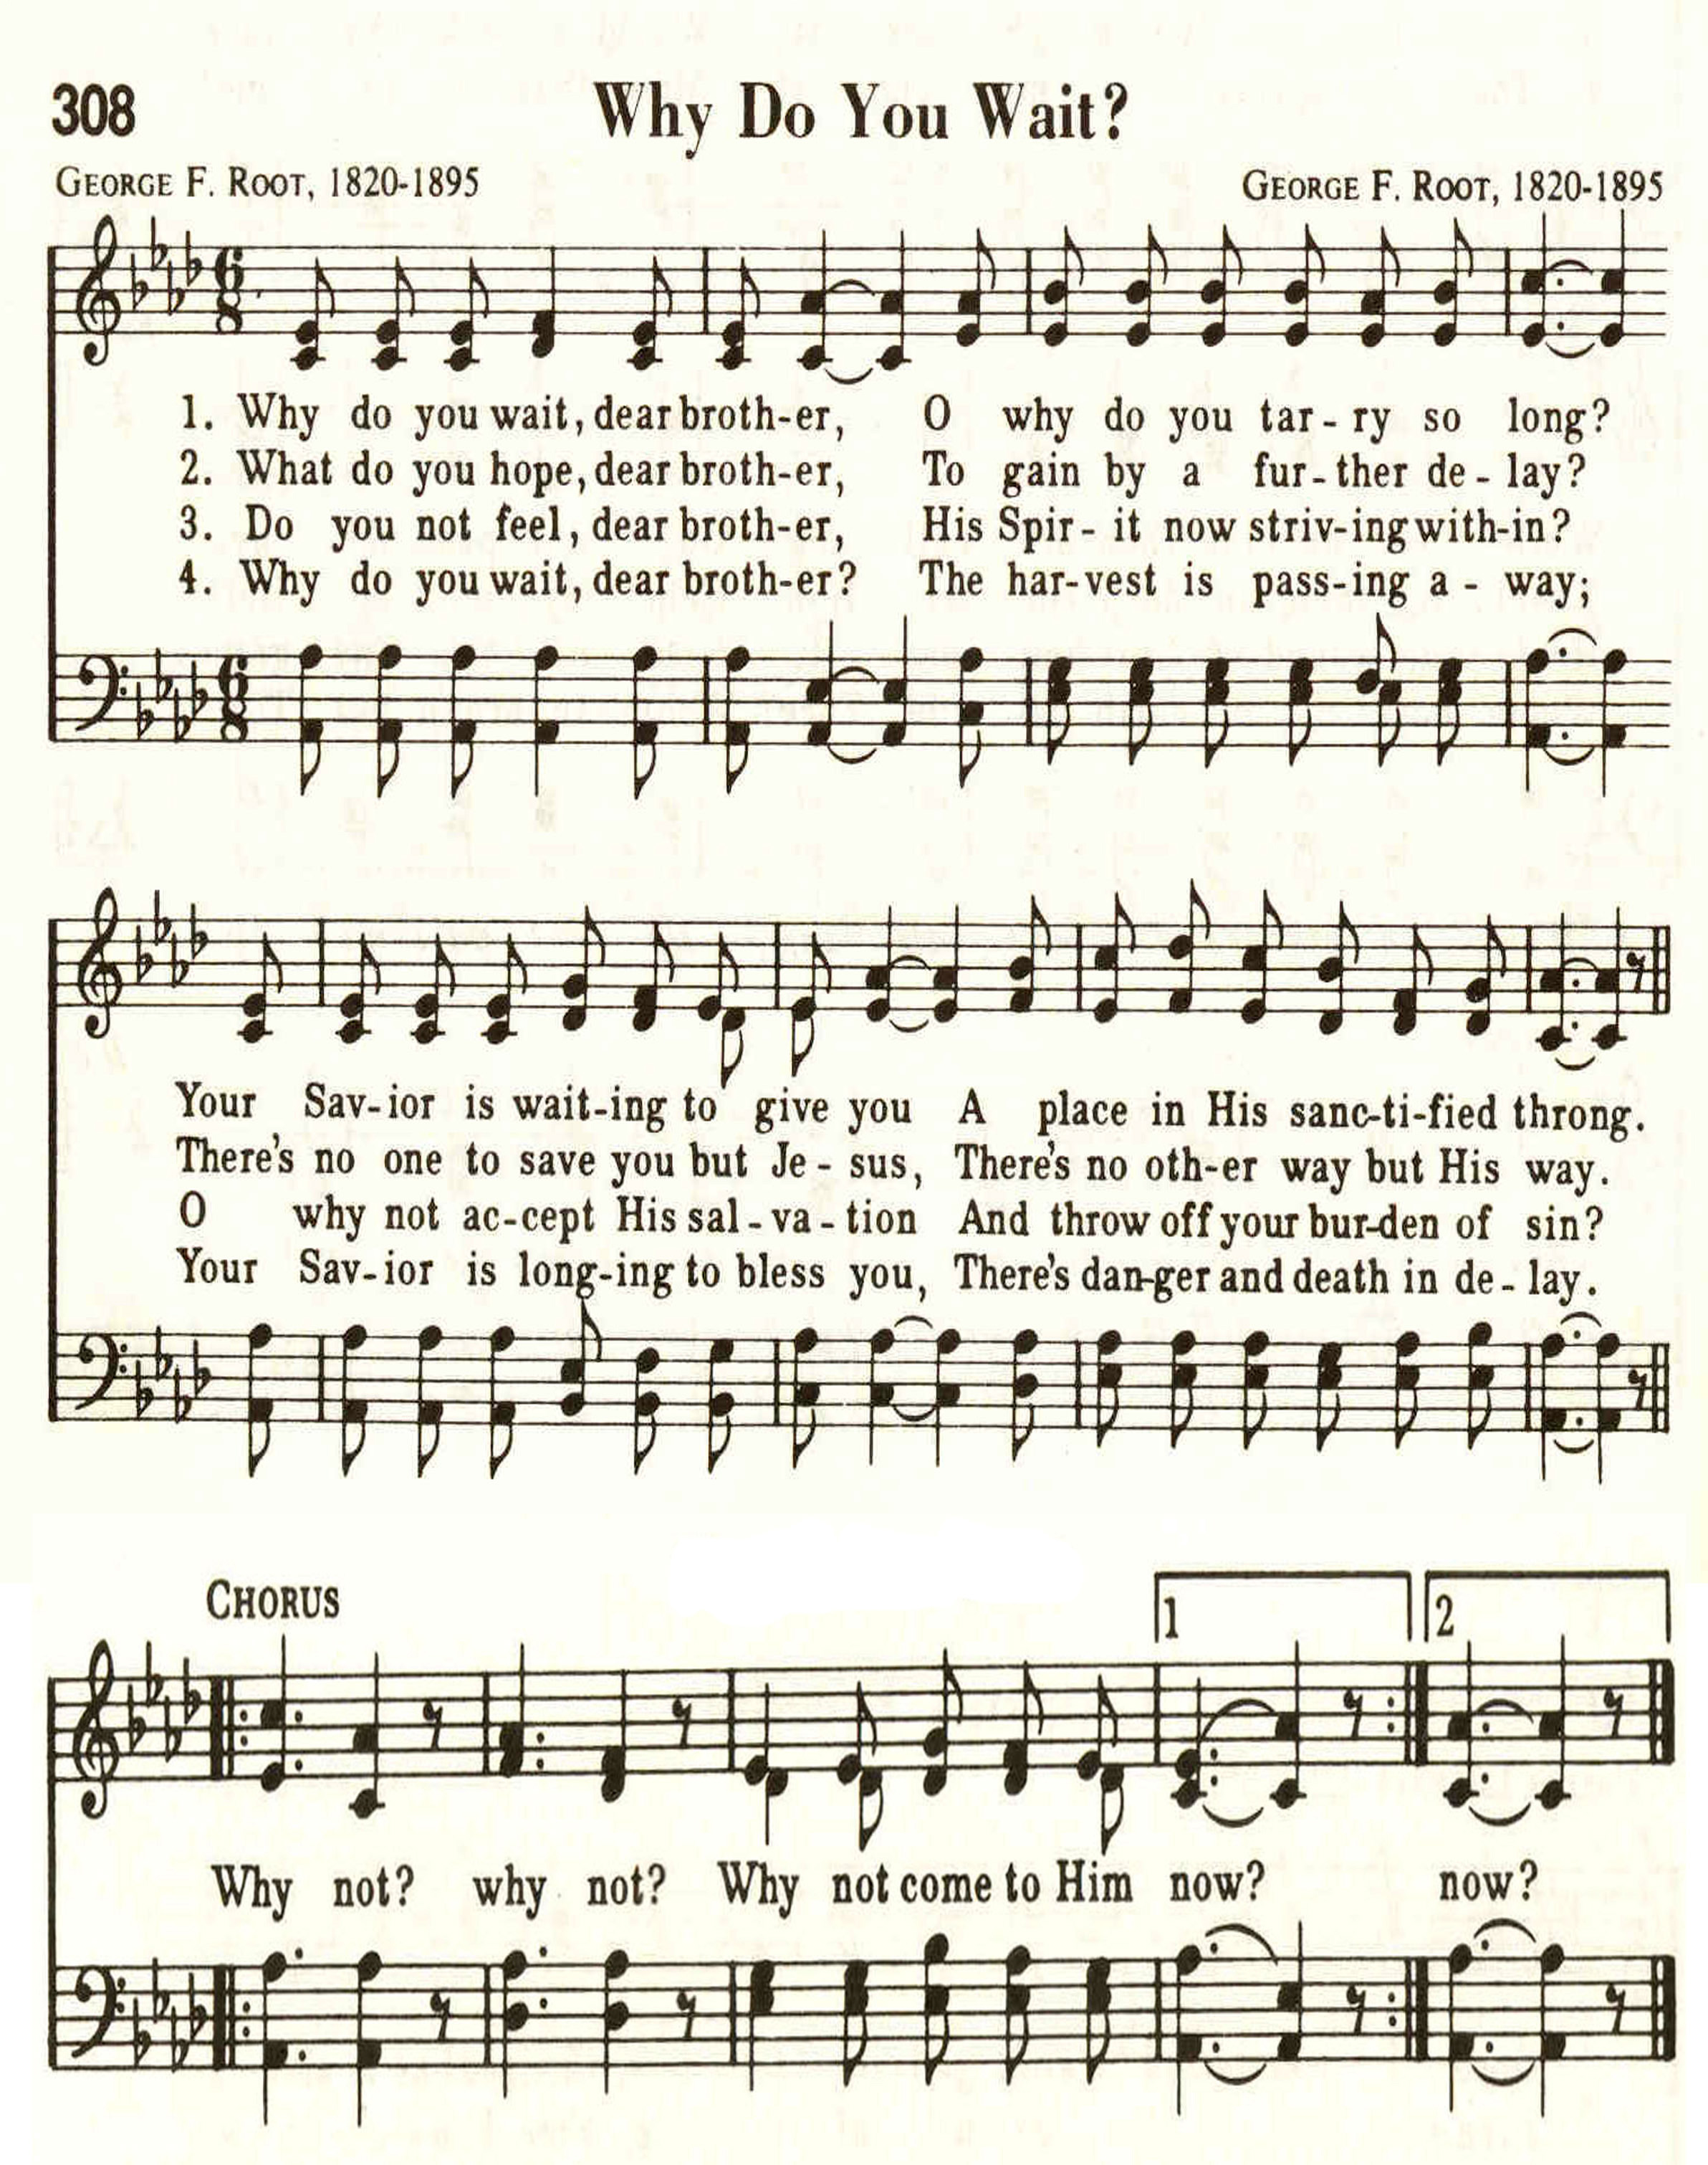 308
Why Do You Wait?
GEORGE F. ROOT, 1820-1895
GEORGE F. ROOT, 1820-1895
6
8
1. Why do you wait, dear broth-er, O why do you tar-ry so long?
2. What do you hope, dear broth-er, To gain by a fur-ther de-lay?
3. Do you not feel, dear broth-er, His Spir-it now striv-ing with-in?
4. Why do you wait, dear broth-er? The har-vest is pass-ing a-way;
6
8
Your Sav-ior is wait-ing to give you A place in His sanc-ti-fied throng.
There's no one to save you but Je-sus, There's no oth-er way but His way.
O why not ac-cept His sal-va-tion And throw off your bur-den of sin?
Your Sav-ior is long-ing to bless you, There's dan-ger and death in de-lay.
CHORUS
1
2
Why not? why not? Why not come to Him now? now?